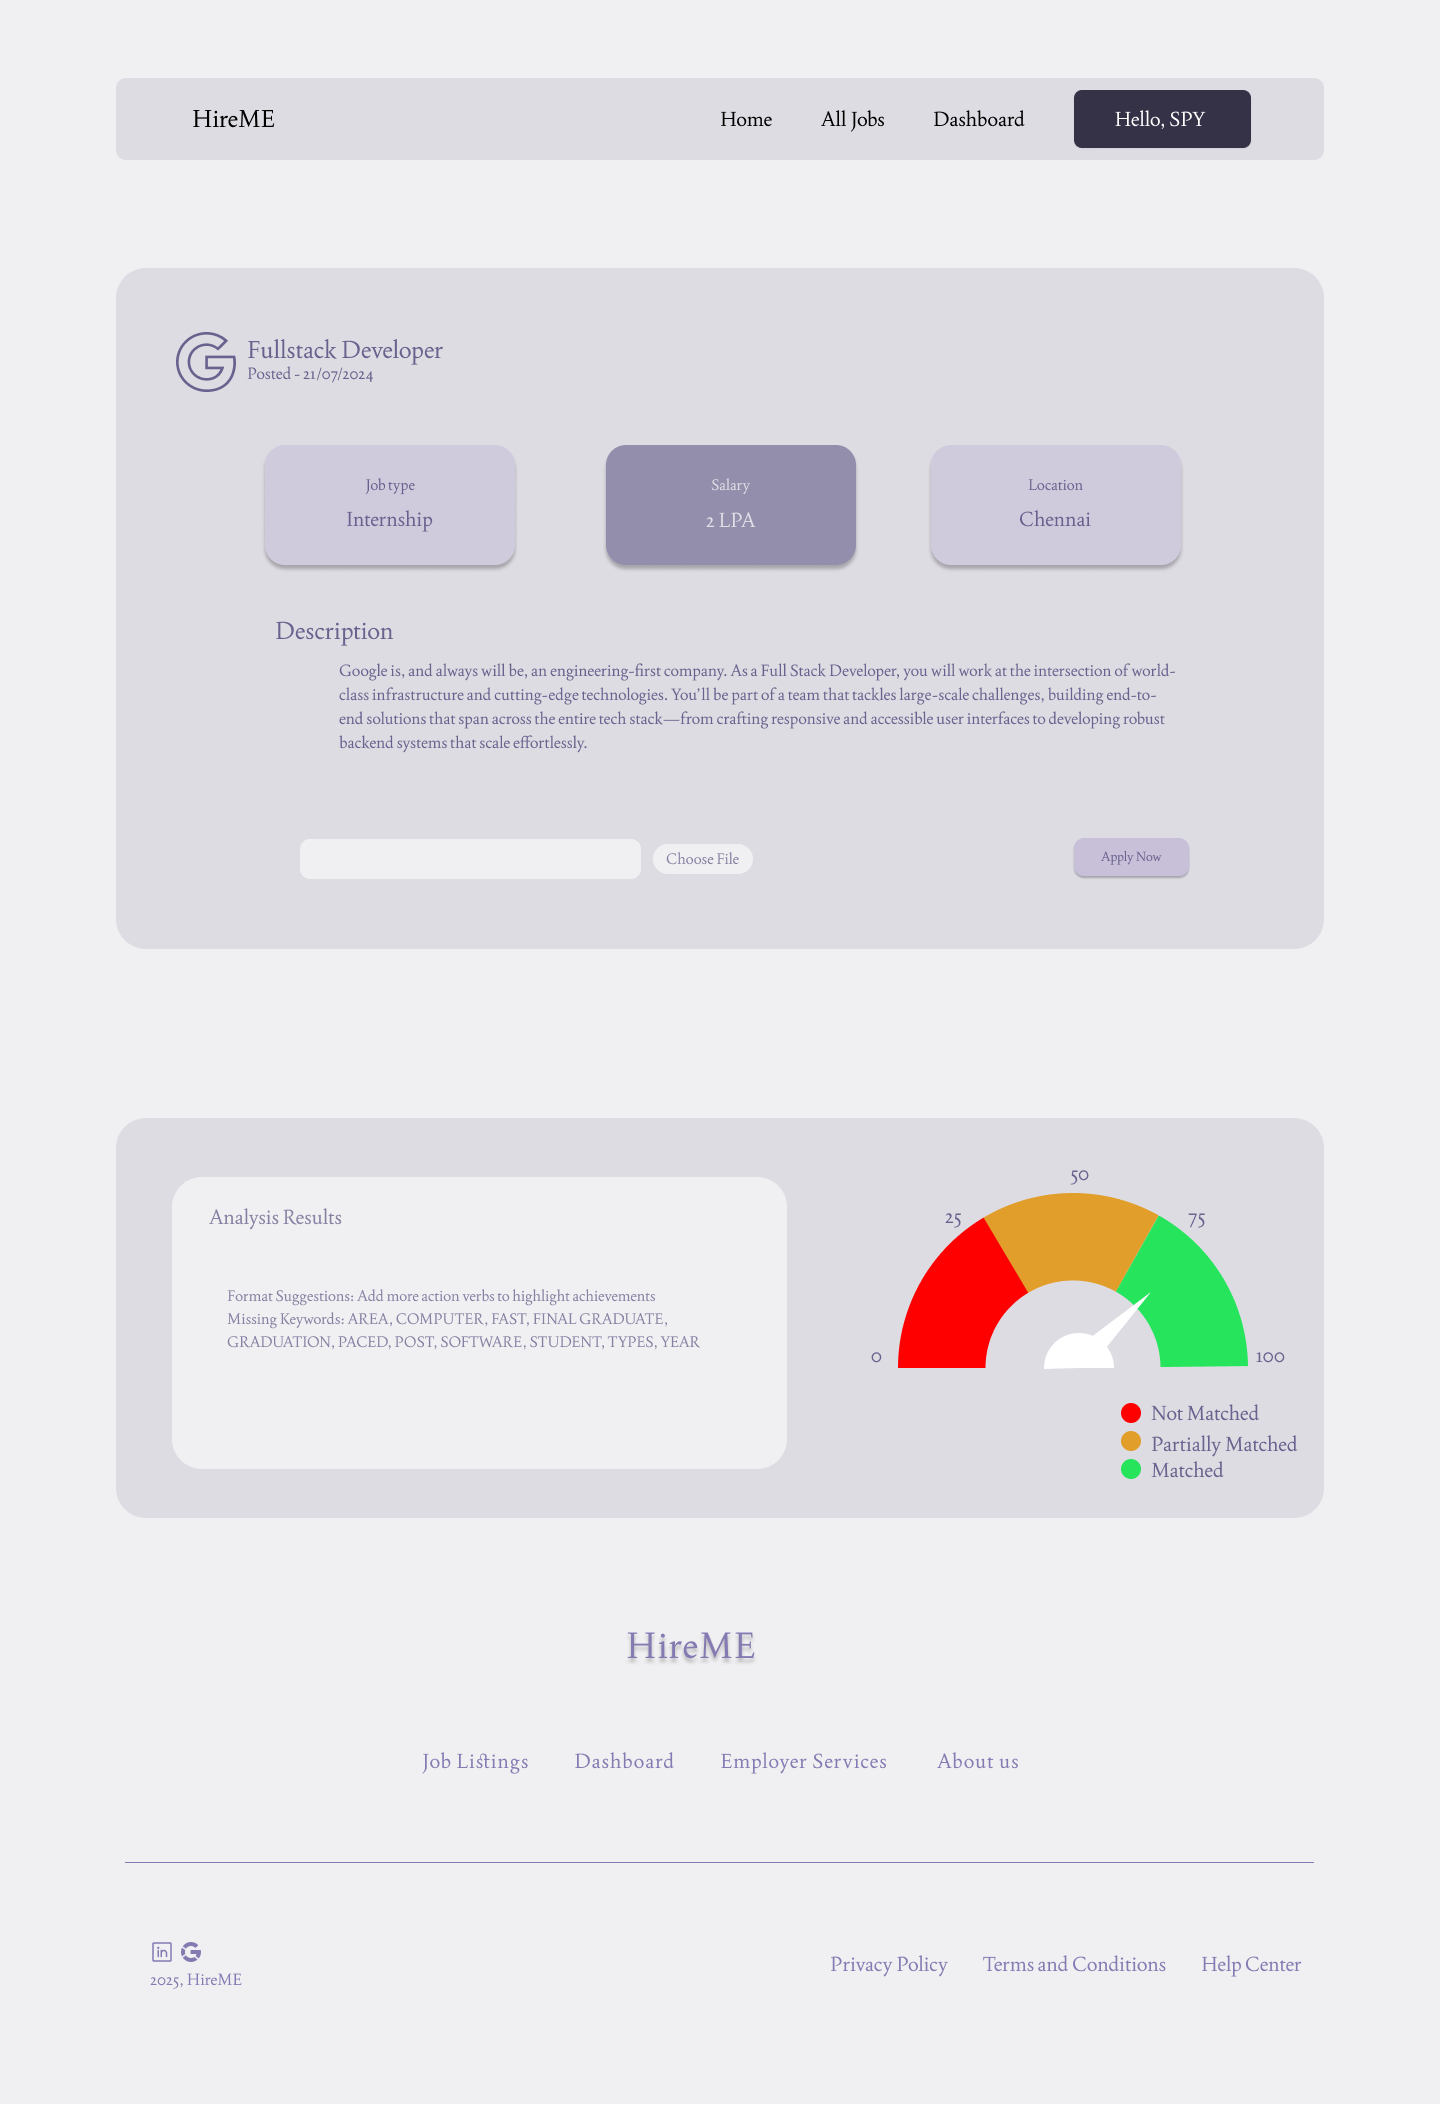 HireME
Home
All Jobs
Dashboard
Hello, SPY
Fullstack Developer
Posted - 21/07/2024
Job type
Internship
Salary
2 LPA
Location
Chennai
Description
Google is, and always will be, an engineering-first company. As a Full Stack Developer, you will work at the intersection of world-
class infrastructure and cutting-edge technologies. You'll be part of a team that tackles large-scale challenges, building end-to-
end solutions that span across the entire tech stack—from crafting responsive and accessible user interfaces to developing robust
backend systems that scale effortlessly.
Choose File
Apply Now
Analysis Results
Format Suggestions: Add more action verbs to highlight achievements
Missing Keywords: AREA, COMPUTER, FAST, FINAL GRADUATE,
GRADUATION, PACED, POST, SOFTWARE, STUDENT, TYPES, YEAR
0
25
50
75
100
Not Matched
Partially Matched
Matched
HireME
Job Listings
Dashboard
Employer Services
About us
in
2025, HireME
Privacy Policy
Terms and Conditions
Help Center